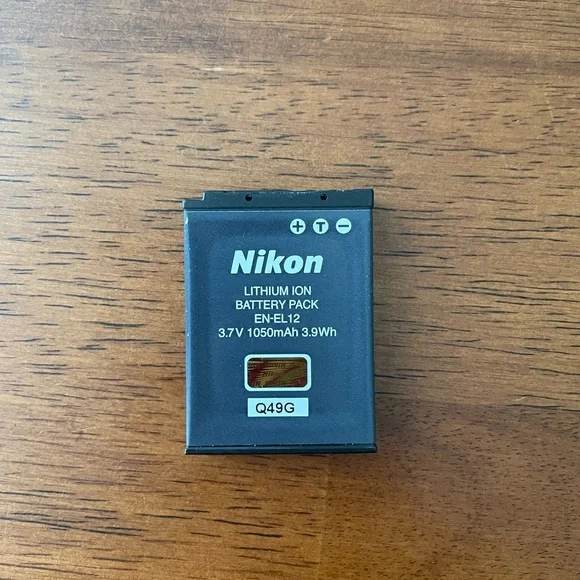 + T −
Nikon
LITHIUM ION
BATTERY PACK
EN-EL12
3.7V 1050mAh 3.9Wh
Q49G